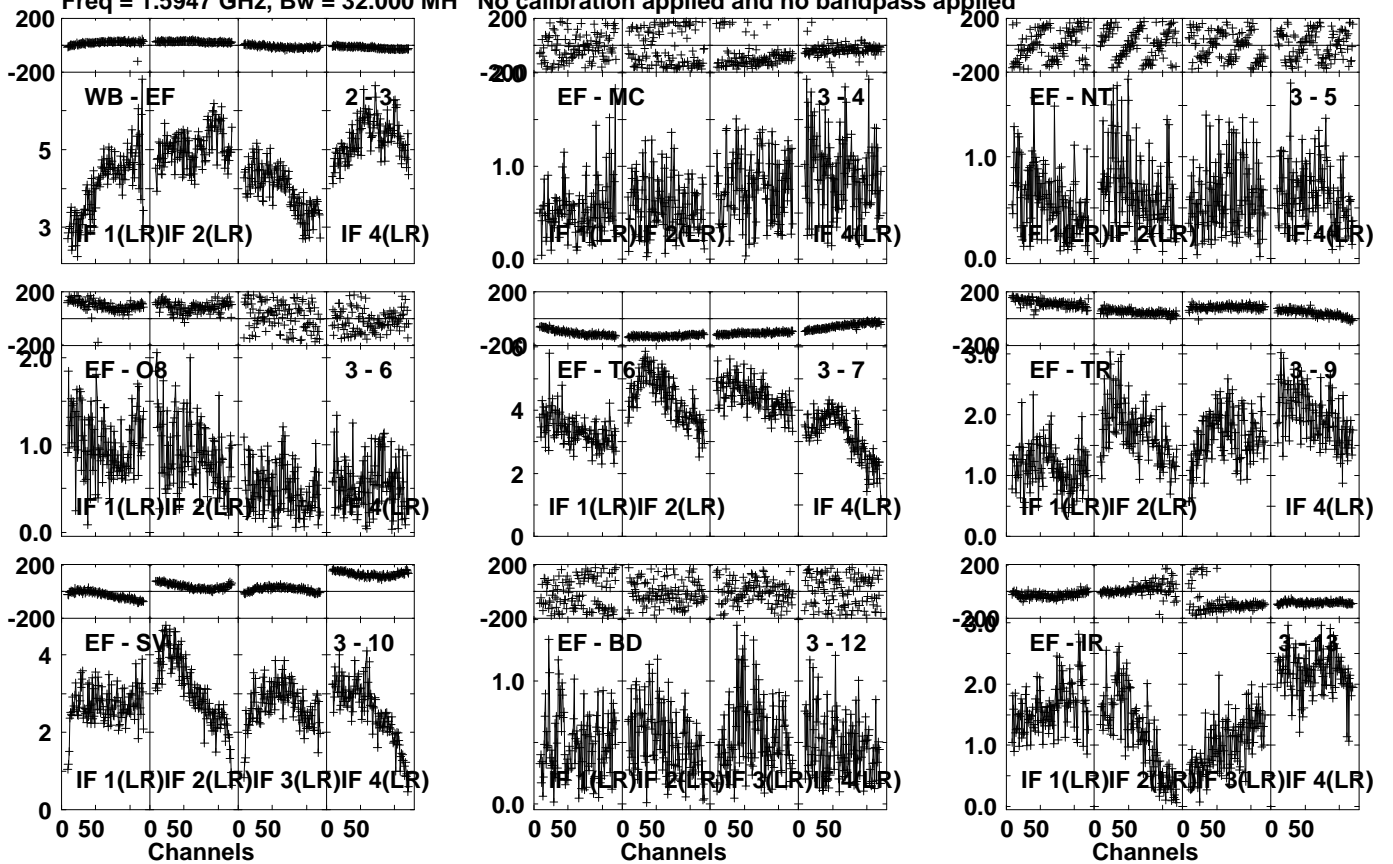 Freq = 1.5947 GHz, Bw = 32.000 MH No calibration applied and no bandpass applied
200
-200
WB - EF 2 - 3
5
3
IF 1(LR) IF 2(LR) IF 4(LR)
200
-200
2.0
EF - MC 3 - 4
1.0
IF 1(LR) IF 2(LR) IF 4(LR)
0.0
200
-200
EF - NT 3 - 5
1.0
IF 1(LR) IF 2(LR) IF 4(LR)
0.0
200
-200
2.0
EF - O8 3 - 6
1.0
IF 1(LR) IF 2(LR) IF 4(LR)
0.0
200
-200
6
EF - T6 3 - 7
4
2
IF 1(LR) IF 2(LR) IF 4(LR)
0
200
-200
3.0
EF - TR 3 - 9
2.0
1.0
IF 1(LR) IF 2(LR) IF 4(LR)
0.0
200
-200
EF - SV 3 - 10
4
2
IF 1(LR) IF 2(LR) IF 3(LR) IF 4(LR)
0
0 50 0 50
Channels
200
-200
EF - BD 3 - 12
1.0
IF 1(LR) IF 2(LR) IF 3(LR) IF 4(LR)
0.0
0 50 0 50
Channels
200
-200
3.0
EF - IR 3 - 13
2.0
1.0
IF 1(LR) IF 2(LR) IF 3(LR) IF 4(LR)
0.0
0 50 0 50
Channels